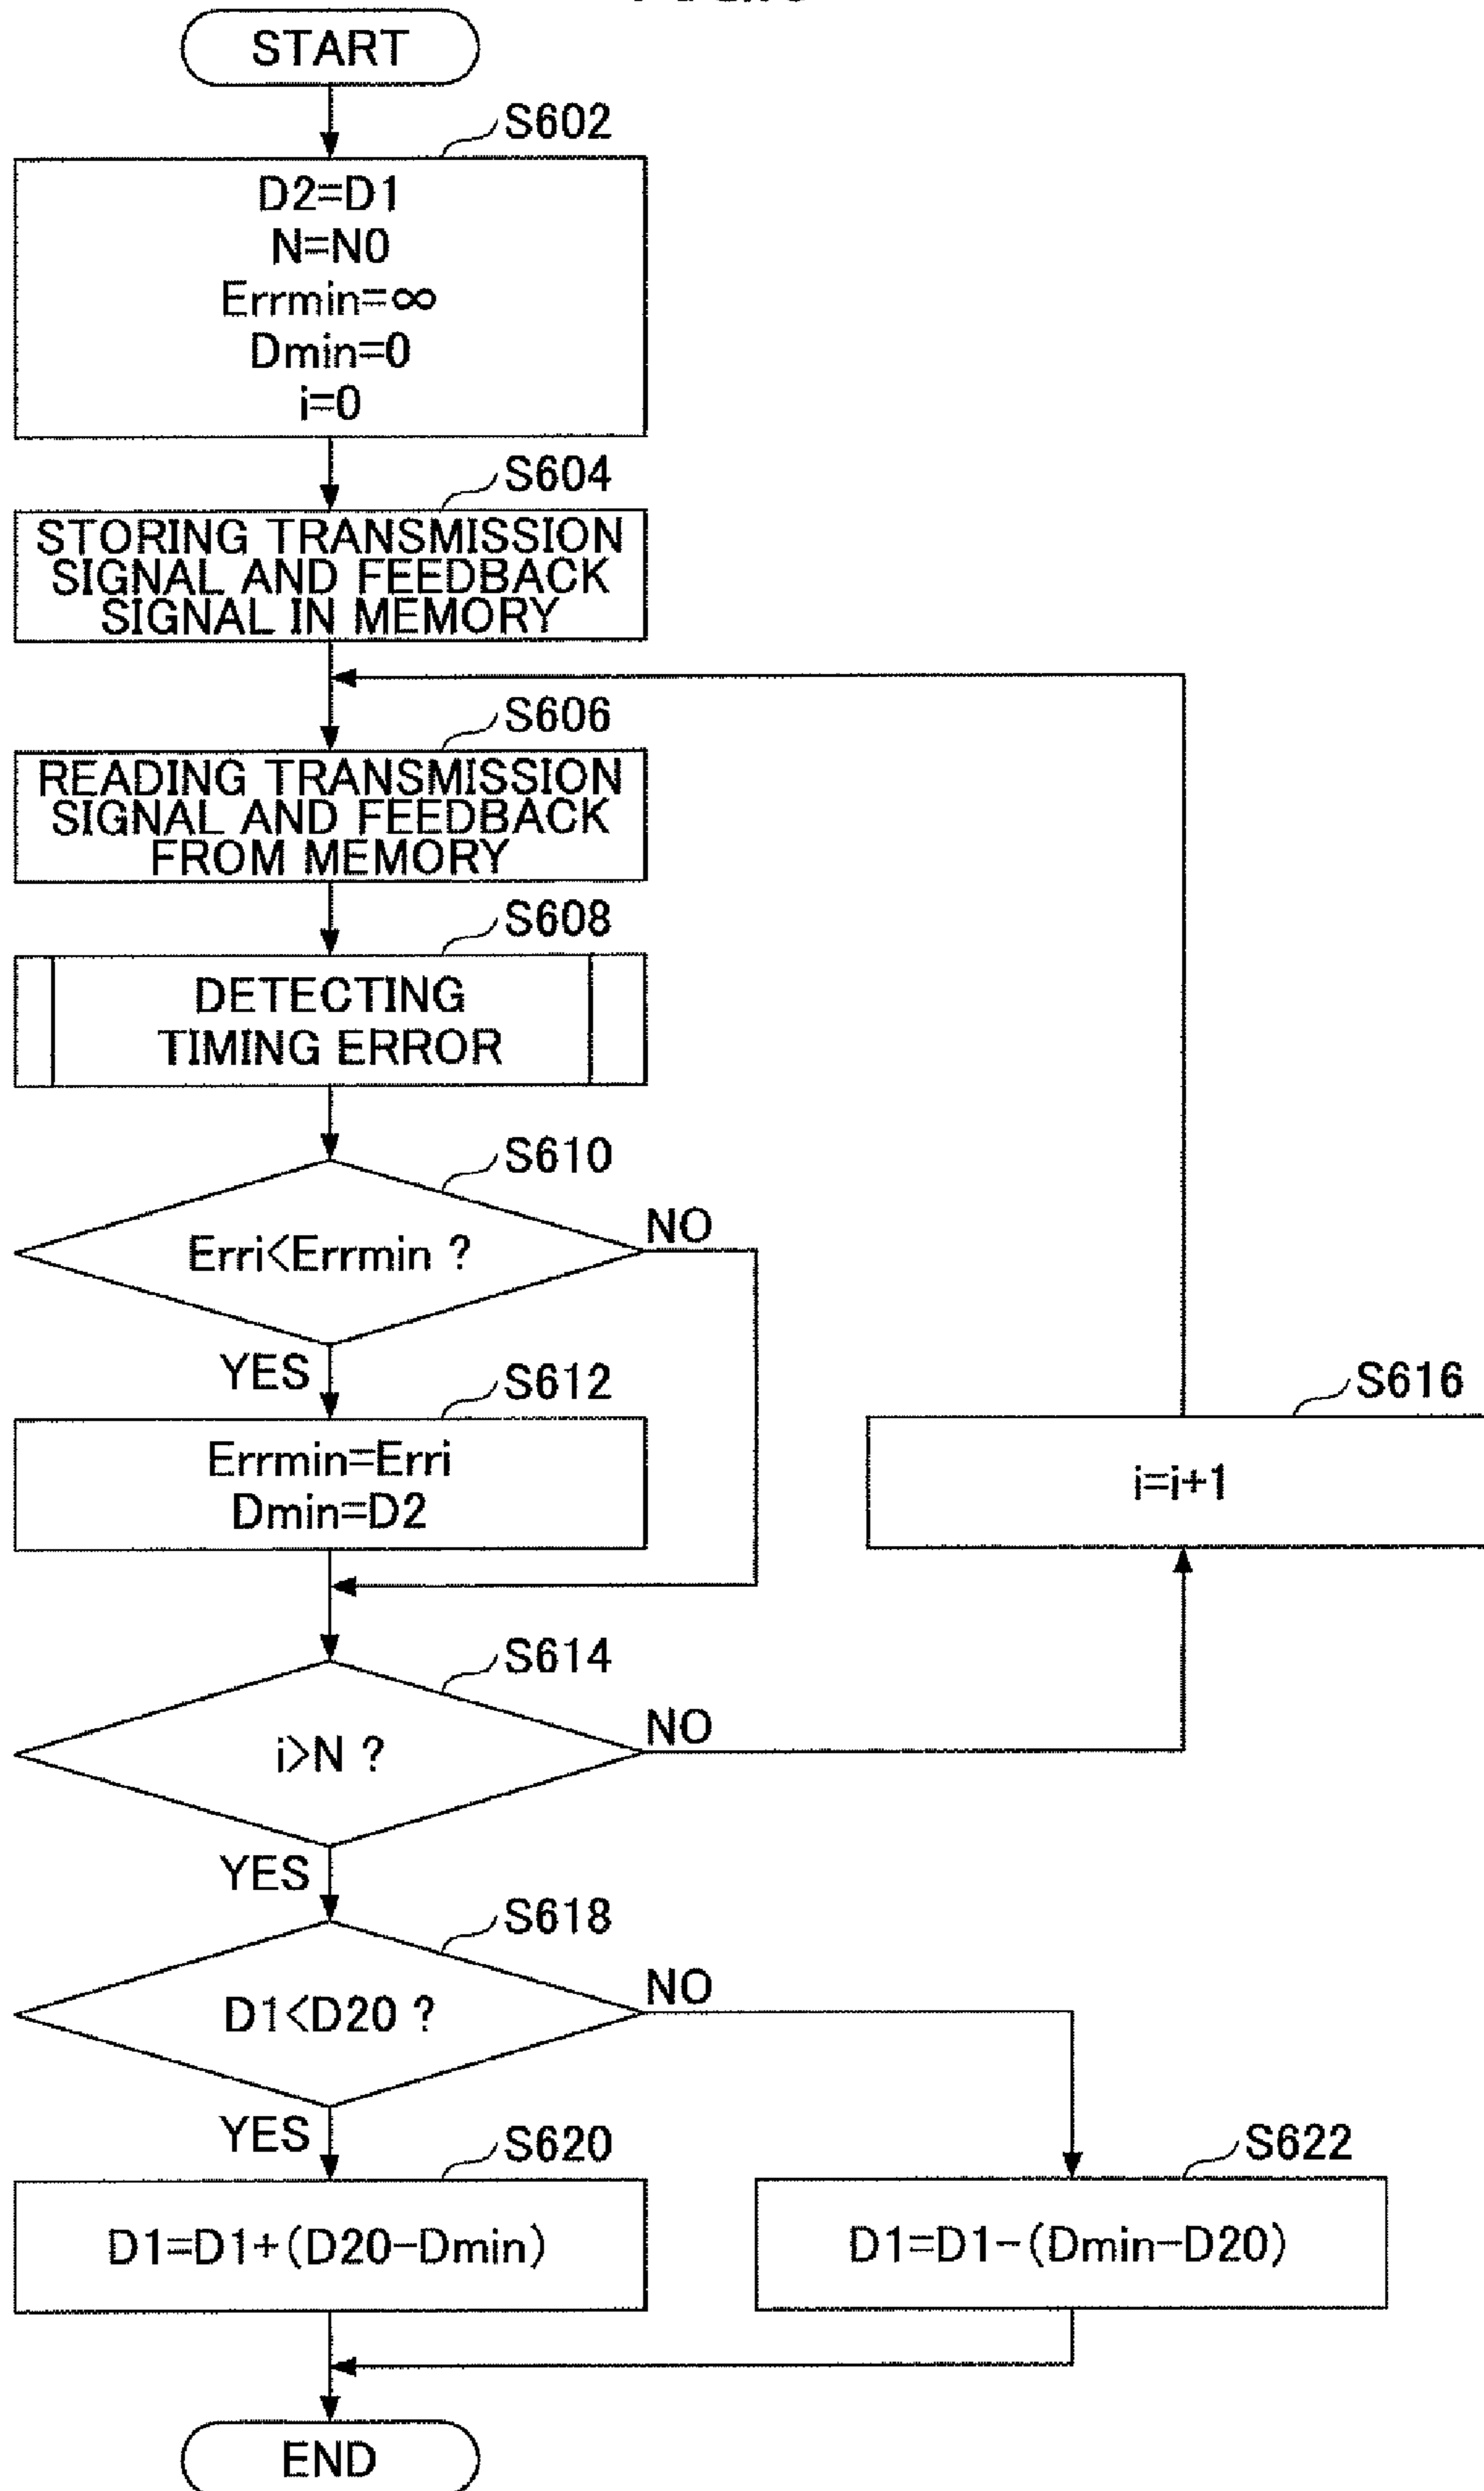 START
S602
D2=D1
N=N0
Errmin=∞
Dmin=0
i=0
S604
STORING TRANSMISSION
SIGNAL AND FEEDBACK
SIGNAL IN MEMORY
S606
READING TRANSMISSION
SIGNAL AND FEEDBACK
FROM MEMORY
S608
DETECTING
TIMING ERROR
S610
Erri<Errmin ?
NO
YES
S612
Errmin=Erri
Dmin=D2
S616
i=i+1
S614
i>N ?
NO
YES
S618
D1<D20 ?
NO
YES
S620
D1=D1+(D20-Dmin)
S622
D1=D1-(Dmin-D20)
END